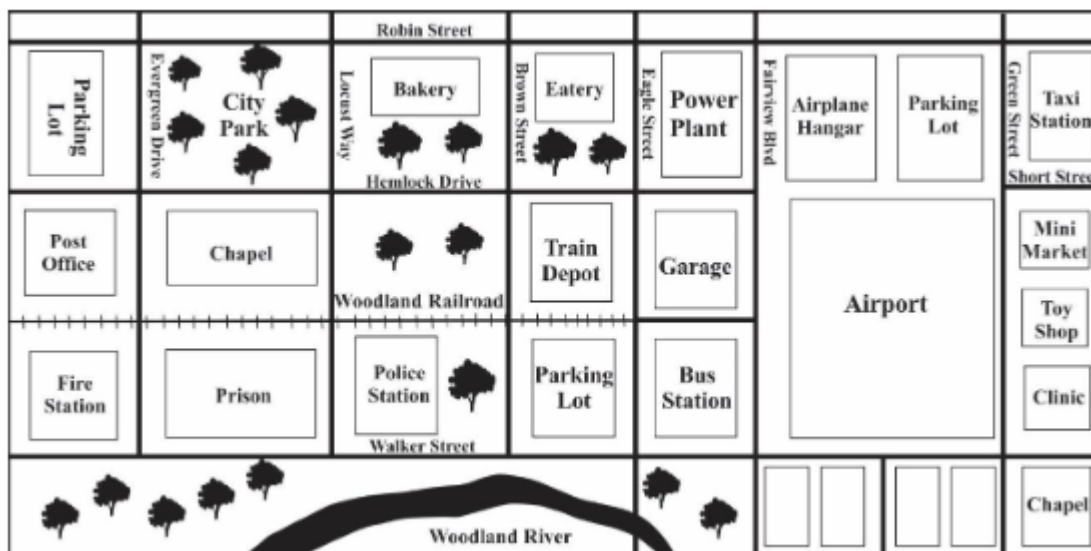 Robin Street
Parking
Lot
Evergreen Drive
City
Park
Locust Way
Bakery
Hemlock Drive
Brown Street
Eatery
Eagle Street
Power
Plant
Fairview Blvd
Airplane
Hangar
Parking
Lot
Green Street
Taxi
Station
Short Stree
Post
Office
Chapel
Woodland Railroad
Train
Depot
Garage
Airport
Mini
Market
Toy
Shop
Fire
Station
Prison
Police
Station
Walker Street
Parking
Lot
Bus
Station
Clinic
Woodland River
Chapel